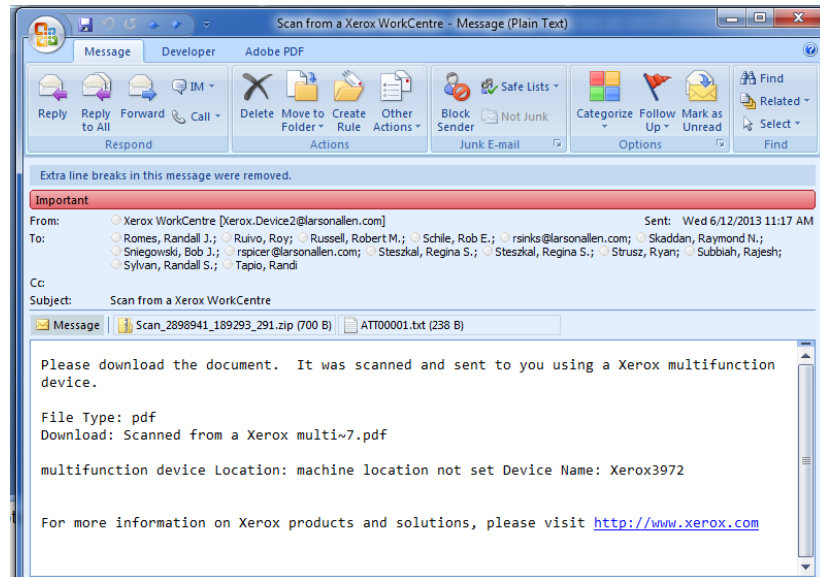 Scan from a Xerox WorkCentre - Message (Plain Text)
Message Developer Adobe PDF
Reply Reply to All Forward IM Call
Delete Move to Folder Create Rule Other Actions
Block Sender Safe Lists Not Junk
Categorize Follow Up Mark as Unread
Find Related Select
Respond Actions Junk E-mail Options Find
Extra line breaks in this message were removed.
Important
From: Xerox WorkCentre [Xerox.Device2@larsonallen.com] Sent: Wed 6/12/2013 11:17 AM
To: Romes, Randall J.; Ruivo, Roy; Russell, Robert M.; Schile, Rob E.; rsinks@larsonallen.com; Skaddan, Raymond N.;
Sniegowski, Bob J.; rspicer@larsonallen.com; Steszkal, Regina S.; Steszkal, Regina S.; Strusz, Ryan; Subbiah, Rajesh;
Sylvan, Randall S.; Tapio, Randi
Cc:
Subject: Scan from a Xerox WorkCentre
Message Scan_2898941_189293_291.zip (700 B) ATT00001.txt (238 B)
Please download the document. It was scanned and sent to you using a Xerox multifunction
device.
File Type: pdf
Download: Scanned from a Xerox multi~7.pdf
multifunction device Location: machine location not set Device Name: Xerox3972
For more information on Xerox products and solutions, please visit http://www.xerox.com